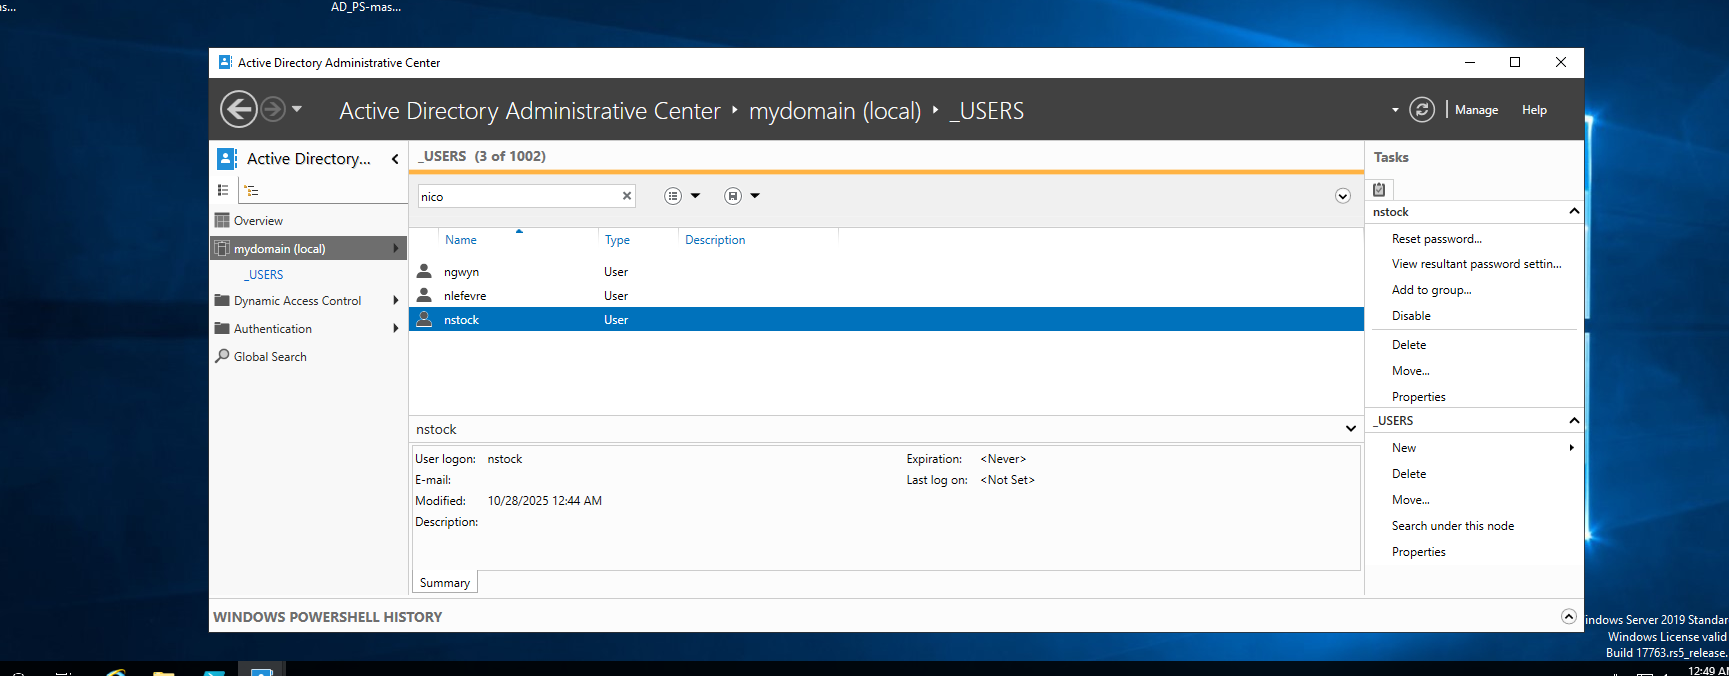 s...
AD_PS-mas...
Active Directory Administrative Center
Active Directory Administrative Center mydomain (local) _USERS
Manage
Help
Active Directory...
Overview
mydomain (local)
_USERS
Dynamic Access Control
Authentication
Global Search
_USERS (3 of 1002)
nico
Name Type Description
ngwyn User
nlefevre User
nstock User
nstock
User logon: nstock
E-mail:
Modified: 10/28/2025 12:44 AM
Description:
Expiration: <Never>
Last log on: <Not Set>
Summary
Tasks
nstock
Reset password...
View resultant password settin...
Add to group...
Disable
Delete
Move...
Properties
_USERS
New
Delete
Move...
Search under this node
Properties
WINDOWS POWERSHELL HISTORY
indows Server 2019 Standar
Windows License valid
Build 17763.rs5_release.
12:49 A